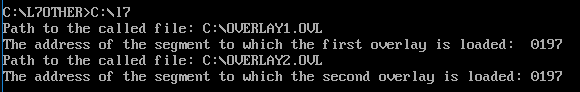 C:\L7OTHER>C:\l7
Path to the called file: C:\OVERLAY1.OVL
The address of the segment to which the first overlay is loaded:  0197
Path to the called file: C:\OVERLAY2.OVL
The address of the segment to which the second overlay is loaded: 0197